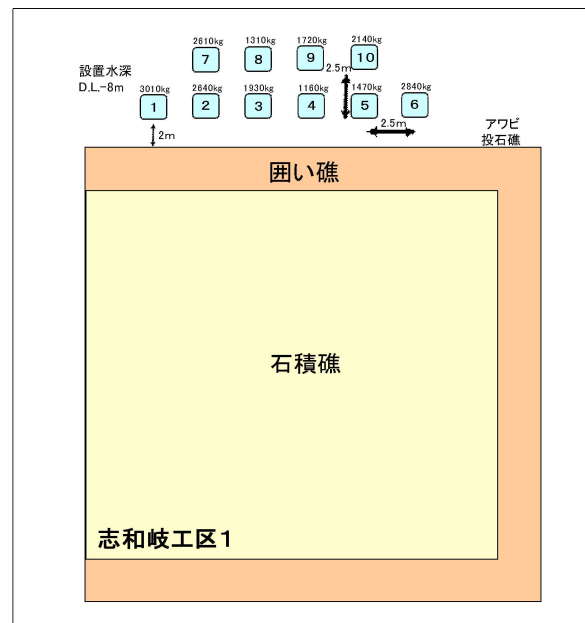 2610kg 1310kg 1720kg 2140kg
7 8 9 10
設置水深
D.L.-8m
2.5m
3010kg 2640kg 1930kg 1160kg 1470kg 2840kg
1 2 3 4 5 6
2m
2.5m
アワビ
投石礁
囲い礁
石積礁
志和岐工区1